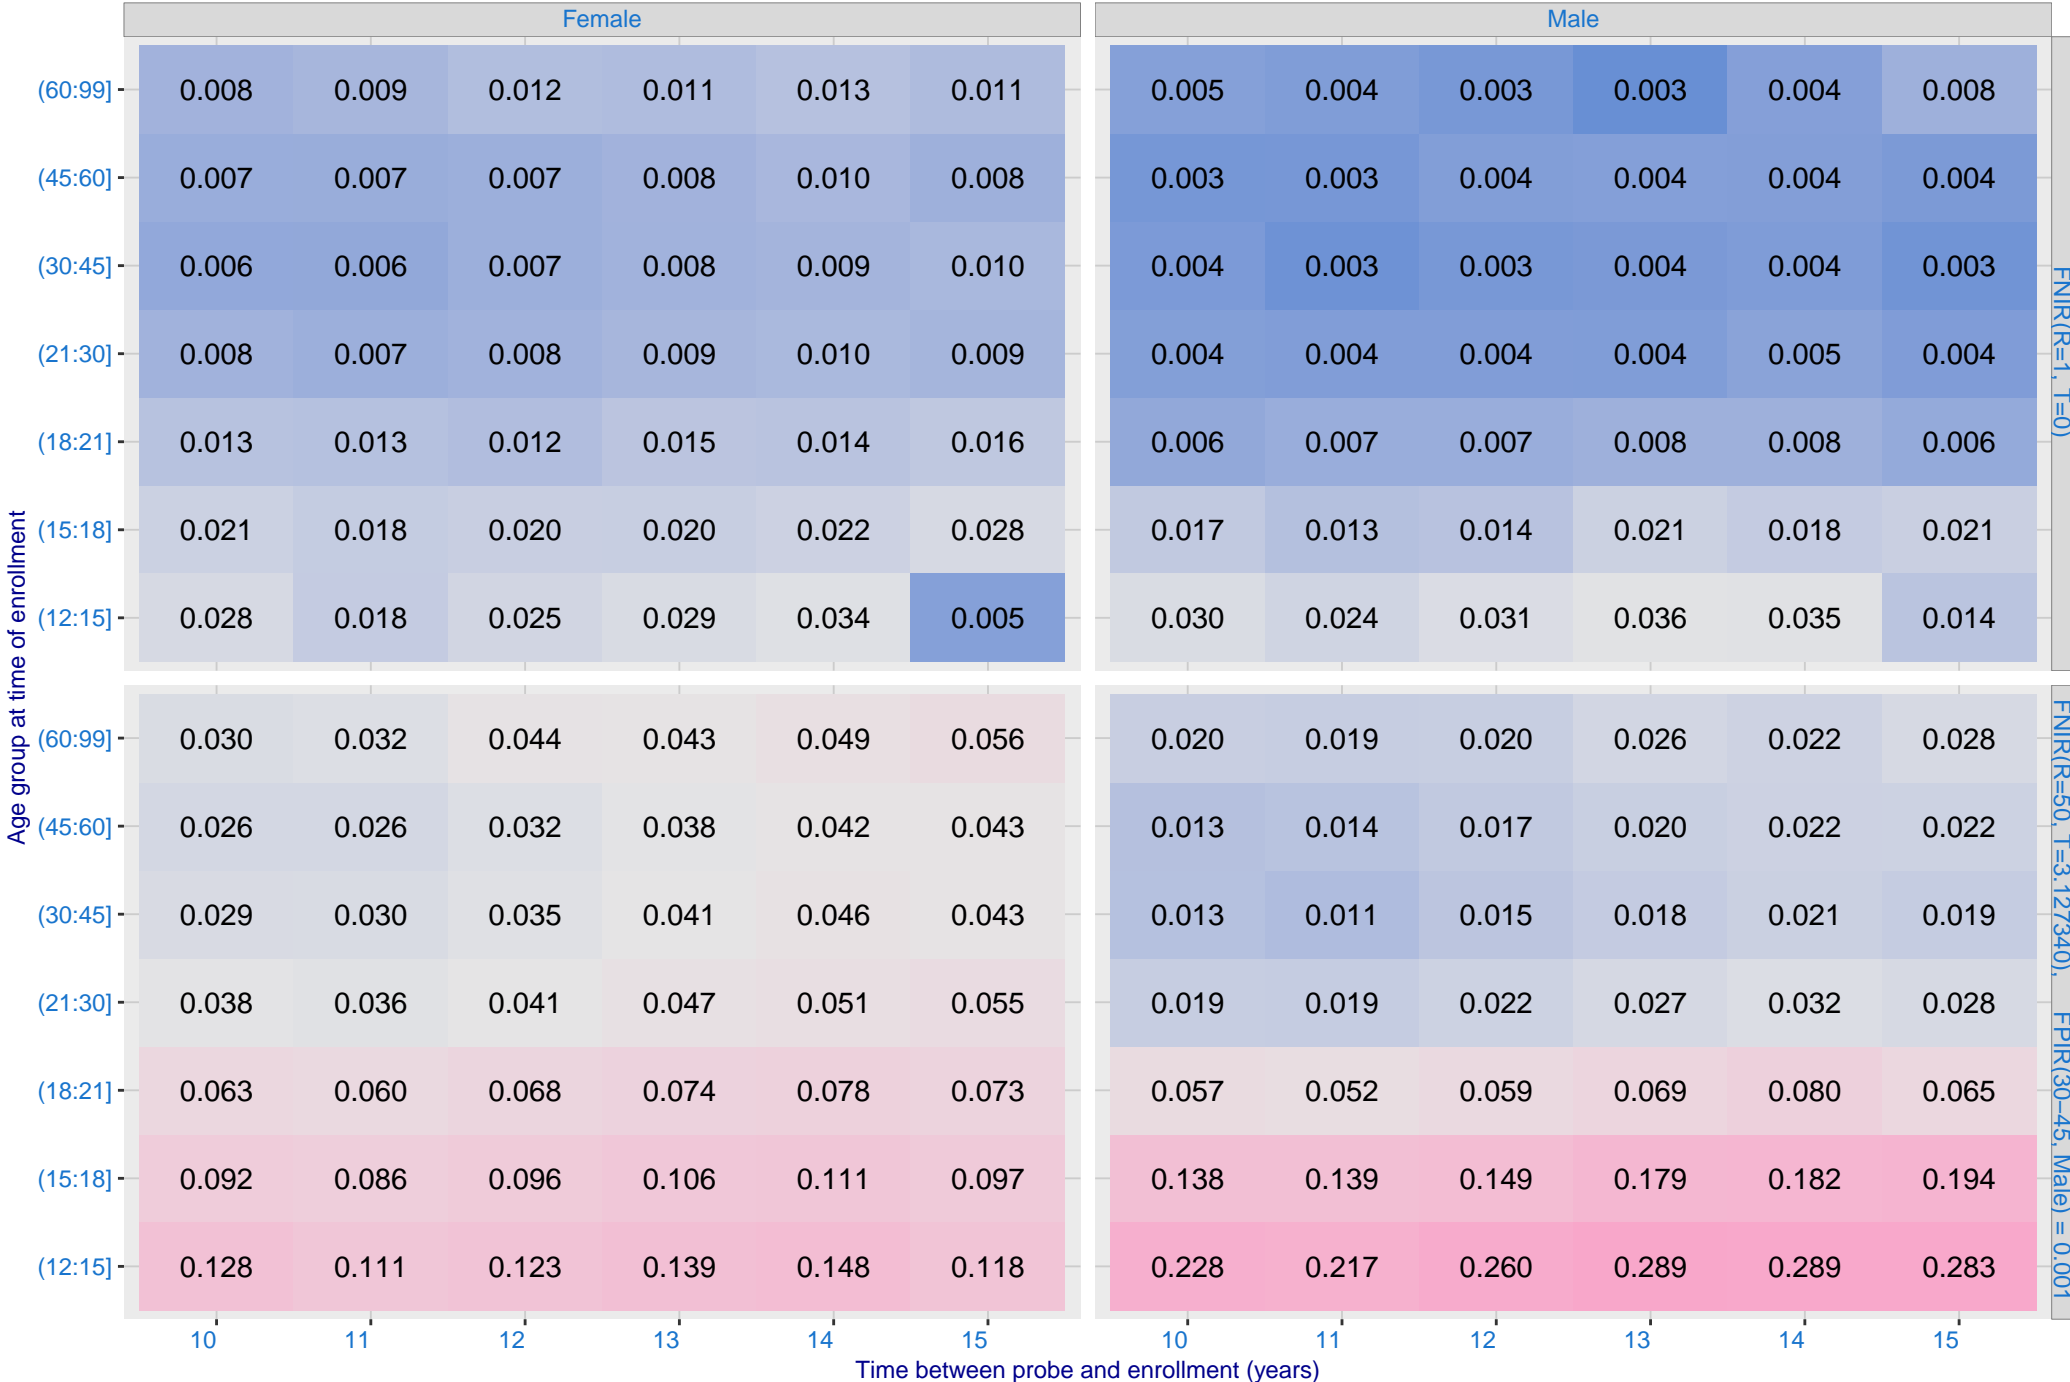 Female Male
(60:99] 0.008 0.009 0.012 0.011 0.013 0.011 0.005 0.004 0.003 0.003 0.004 0.008
(45:60] 0.007 0.007 0.007 0.008 0.010 0.008 0.003 0.003 0.004 0.004 0.004 0.004
(30:45] 0.006 0.006 0.007 0.008 0.009 0.010 0.004 0.003 0.003 0.004 0.004 0.003
(21:30] 0.008 0.007 0.008 0.009 0.010 0.009 0.004 0.004 0.004 0.004 0.005 0.004
(18:21] 0.013 0.013 0.012 0.015 0.014 0.016 0.006 0.007 0.007 0.008 0.008 0.006
(15:18] 0.021 0.018 0.020 0.020 0.022 0.028 0.017 0.013 0.014 0.021 0.018 0.021
(12:15] 0.028 0.018 0.025 0.029 0.034 0.005 0.030 0.024 0.031 0.036 0.035 0.014
FNIR(R=1, T=0)
Age group at time of enrollment
(60:99] 0.030 0.032 0.044 0.043 0.049 0.056 0.020 0.019 0.020 0.026 0.022 0.028
(45:60] 0.026 0.026 0.032 0.038 0.042 0.043 0.013 0.014 0.017 0.020 0.022 0.022
(30:45] 0.029 0.030 0.035 0.041 0.046 0.043 0.013 0.011 0.015 0.018 0.021 0.019
(21:30] 0.038 0.036 0.041 0.047 0.051 0.055 0.019 0.019 0.022 0.027 0.032 0.028
(18:21] 0.063 0.060 0.068 0.074 0.078 0.073 0.057 0.052 0.059 0.069 0.080 0.065
(15:18] 0.092 0.086 0.096 0.106 0.111 0.097 0.138 0.139 0.149 0.179 0.182 0.194
(12:15] 0.128 0.111 0.123 0.139 0.148 0.118 0.228 0.217 0.260 0.289 0.289 0.283
FNIR(R=50, T=3.127340), FPIR(30−45, Male) = 0.001
10 11 12 13 14 15 10 11 12 13 14 15
Time between probe and enrollment (years)